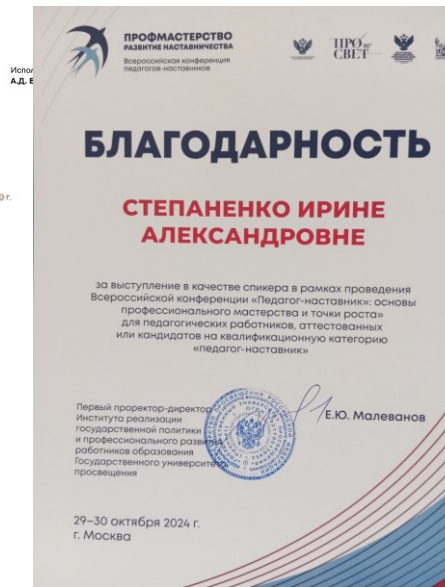 ПРОФМАСТЕРСТВО
РАЗВИТИЕ НАСТАВНИЧЕСТВА
Всероссийская конференция
педагогов-наставников
ПРО
СВЕТ
А.Д.
БЛАГОДАРНОСТЬ
СТЕПАНЕНКО ИРИНЕ
АЛЕКСАНДРОВНЕ
за выступление в качестве спикера в рамках проведения
Всероссийской конференции «Педагог-наставник»: основы
профессионального мастерства и точки роста»
для педагогических работников, аттестованных
или кандидатов на квалификационную категорию
«педагог-наставник»
Первый проректор-директор
Института реализации
государственной политики
и профессионального развития
работников образования
Государственного университета
просвещения
Е.Ю. Малеванов
29–30 октября 2024 г.
г. Москва